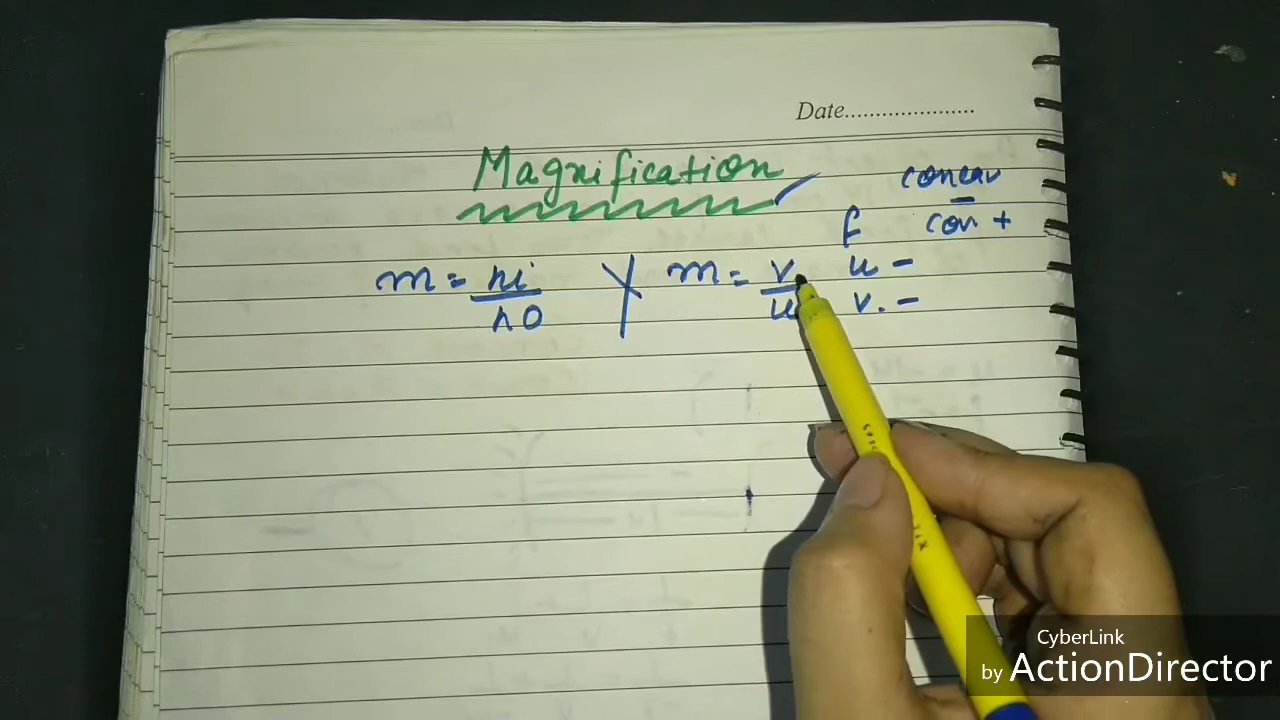 Date....................
Magnification
concav
-
f con +
m = hi m = v u -
ho u v. -
CyberLink
by ActionDirector